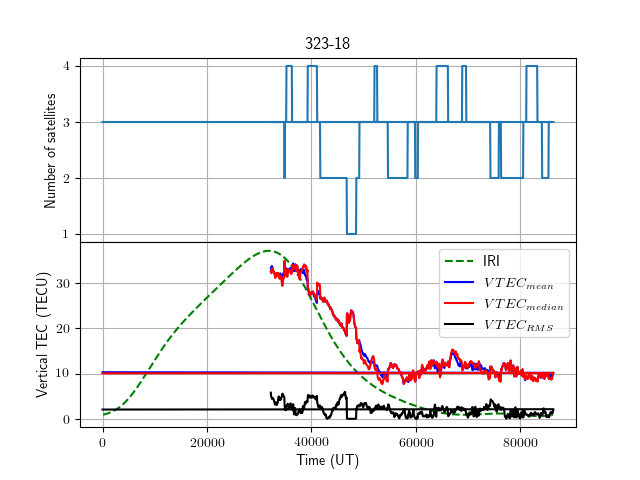 323-18
Number of satellites
4
3
2
1
Vertical TEC (TECU)
30
20
10
0
IRI
VTEC_mean
VTEC_median
VTEC_RMS
0 20000 40000 60000 80000
Time (UT)